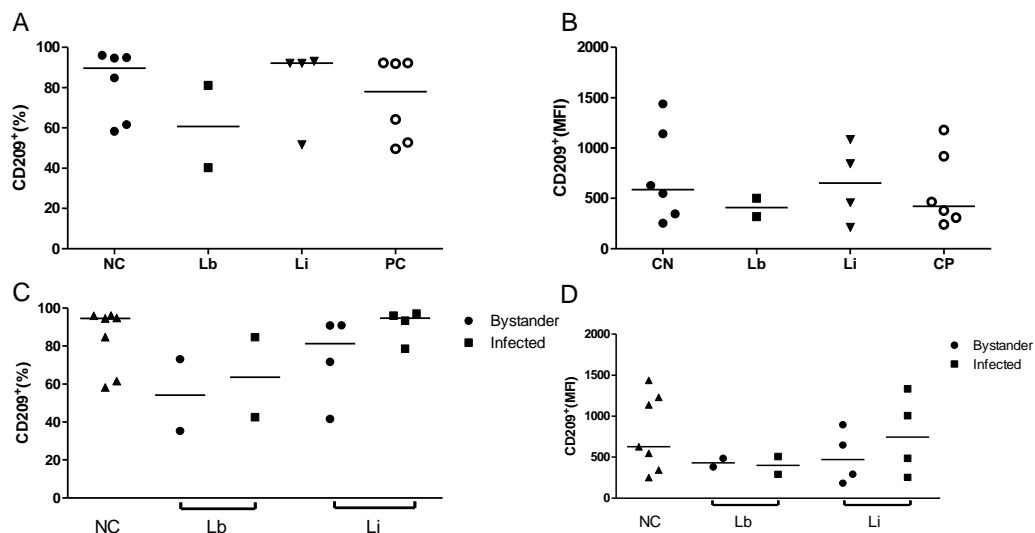 A
CD209+(%)
100
80
60
40
20
0
NC Lb Li PC
B
CD209+(MFI)
2000
1500
1000
500
0
CN Lb Li CP
C
CD209+(%)
100
80
60
40
20
0
NC Lb Li
Bystander
Infected
D
CD209+(MFI)
2000
1500
1000
500
0
NC Lb Li
Bystander
Infected